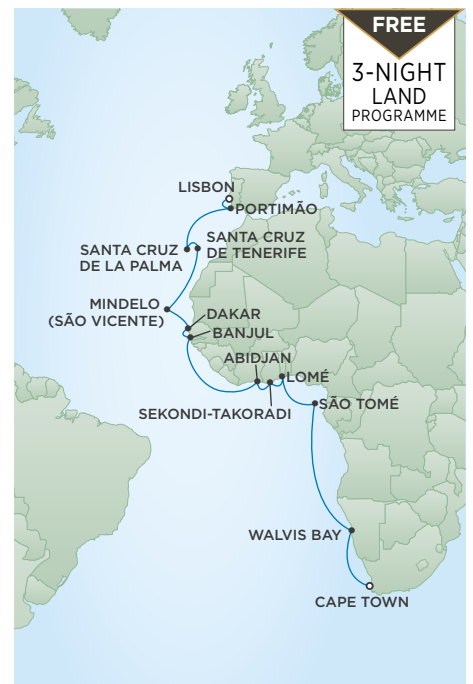 FREE
3-NIGHT
LAND
PROGRAMME
LISBON
PORTIMÃO
SANTA CRUZ
DE LA PALMA
SANTA CRUZ
DE TENERIFE
MINDELO
(SÃO VICENTE)
DAKAR
BANJUL
ABIDJAN
LOMÉ
SEKONDI-TAKORADI
SÃO TOMÉ
WALVIS BAY
CAPE TOWN